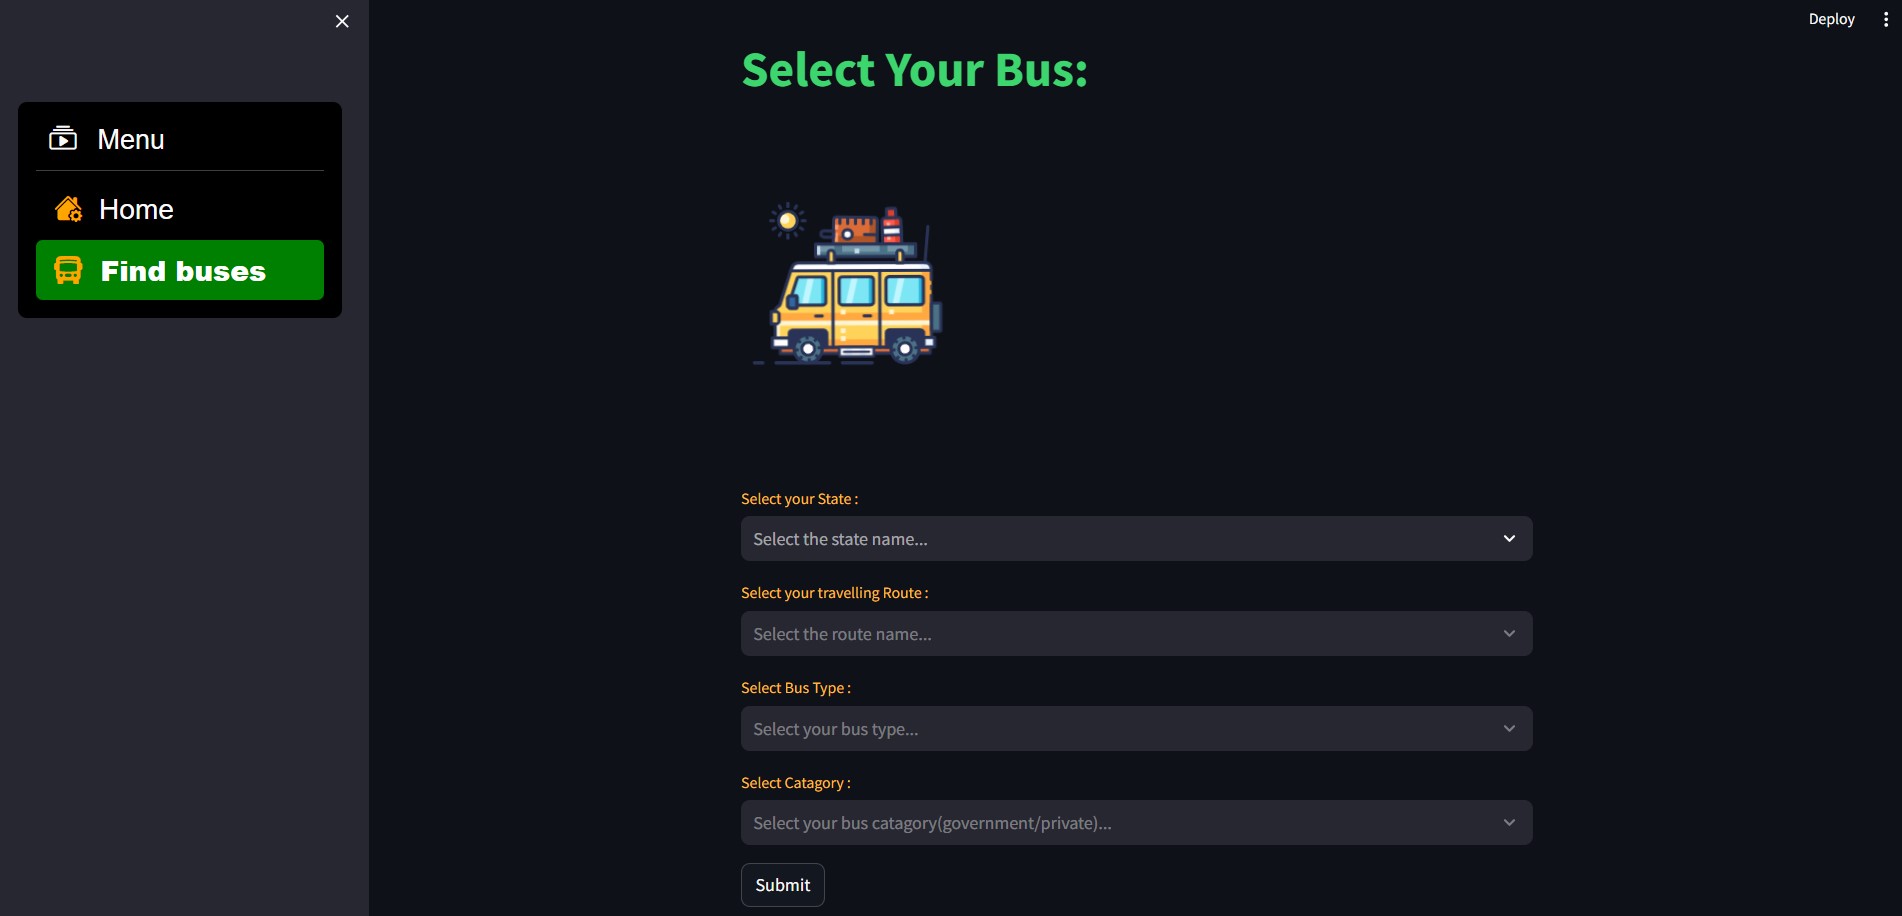 Deploy
Menu
Home
Find buses
Select Your Bus:
Select your State :
Select the state name...
Select your travelling Route :
Select the route name...
Select Bus Type :
Select your bus type...
Select Catagory :
Select your bus catagory(government/private)...
Submit